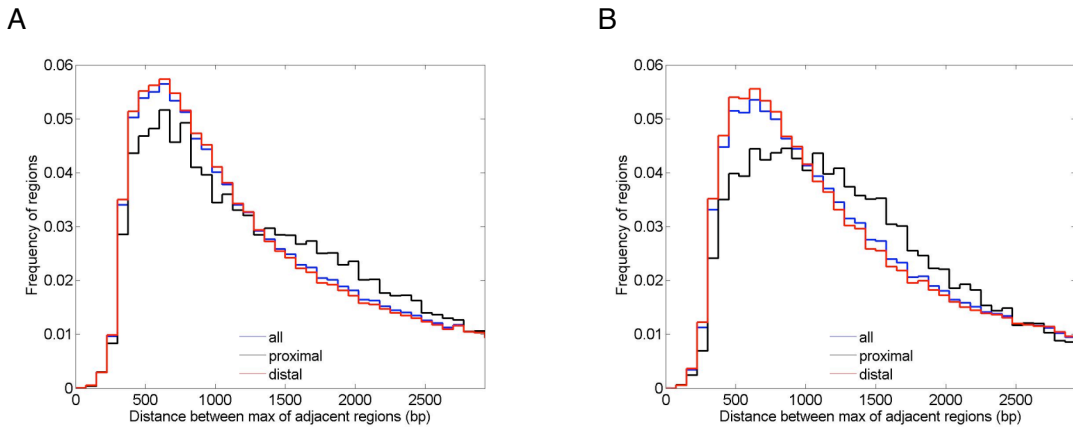 A
B
0.06
0.05
0.04
0.03
0.02
0.01
0
Frequency of regions
all
proximal
distal
500 1000 1500 2000 2500
Distance between max of adjacent regions (bp)
0.06
0.05
0.04
0.03
0.02
0.01
0
Frequency of regions
all
proximal
distal
500 1000 1500 2000 2500
Distance between max of adjacent regions (bp)